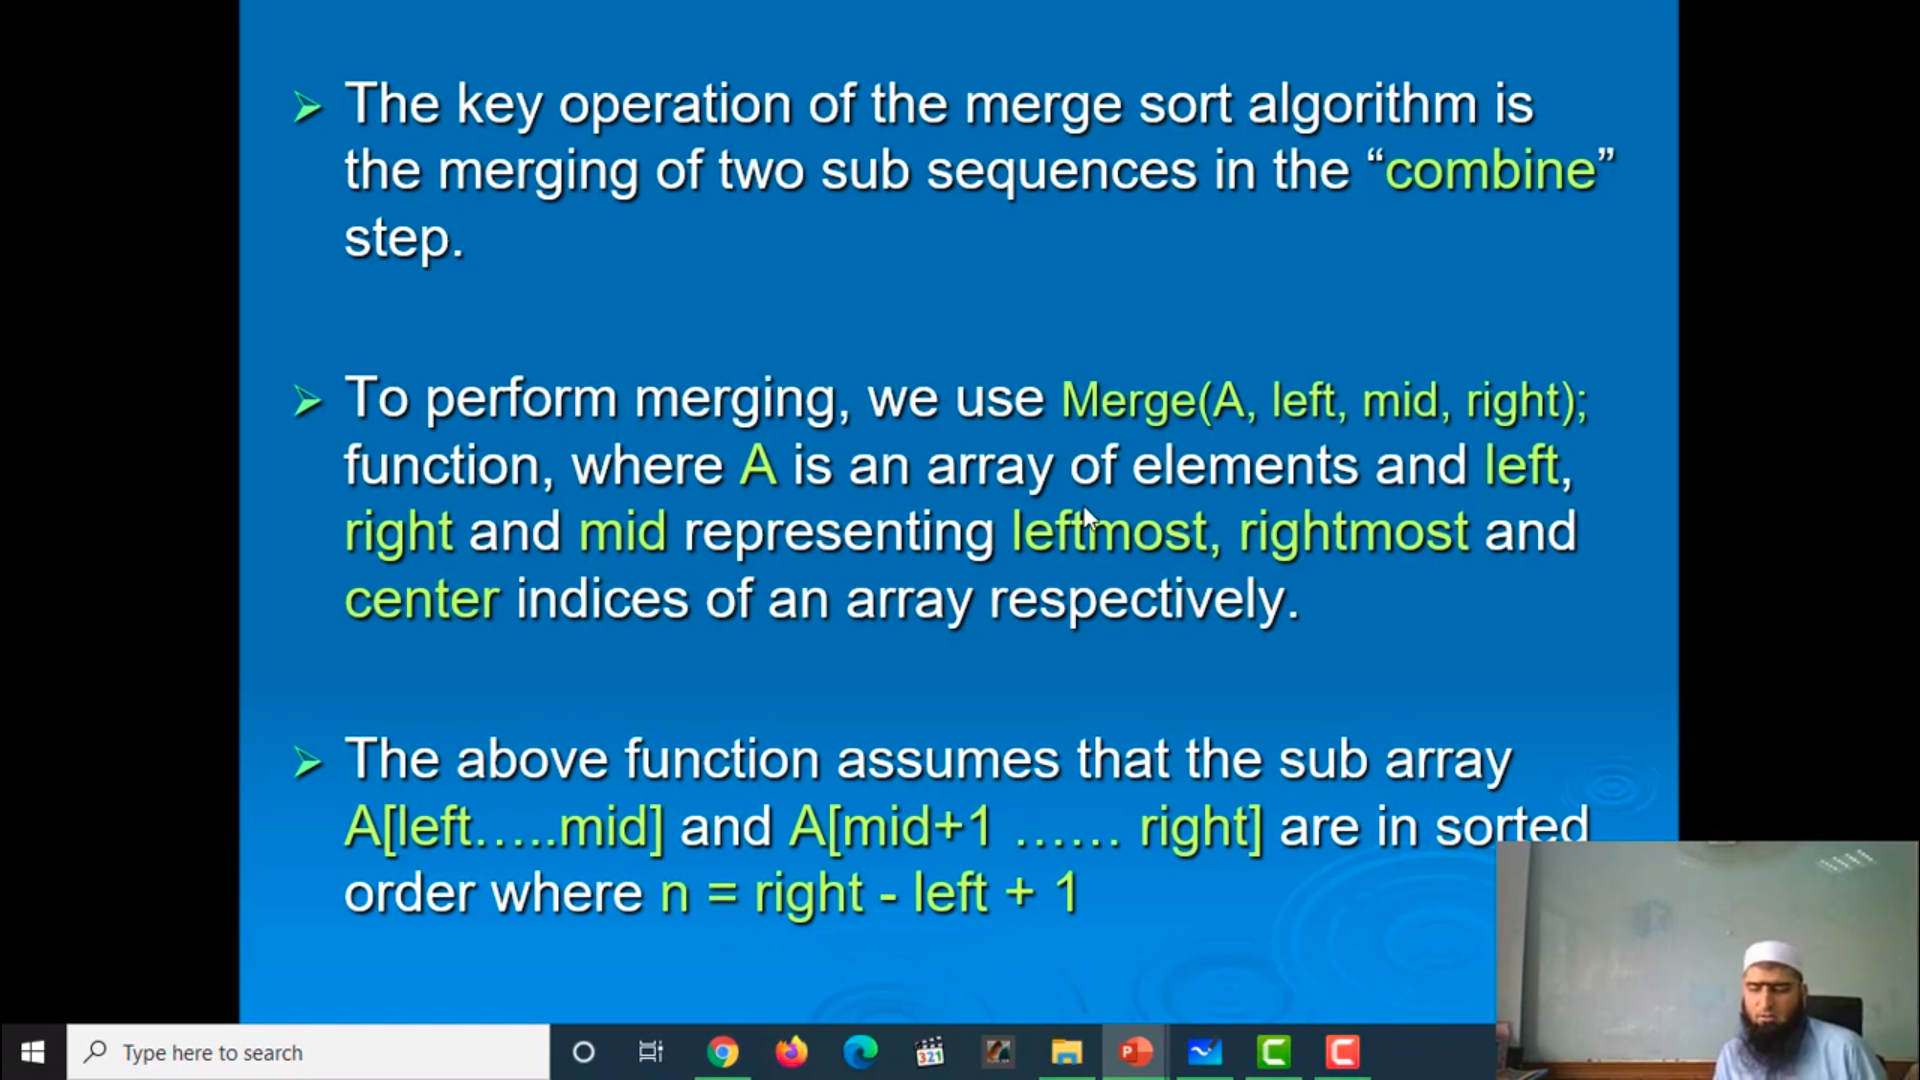 The key operation of the merge sort algorithm is
the merging of two sub sequences in the “combine”
step.
To perform merging, we use Merge(A, left, mid, right);
function, where A is an array of elements and left,
right and mid representing leftmost, rightmost and
center indices of an array respectively.
The above function assumes that the sub array
A[left…..mid] and A[mid+1 …… right] are in sorted
order where n = right - left + 1
Type here to search
321